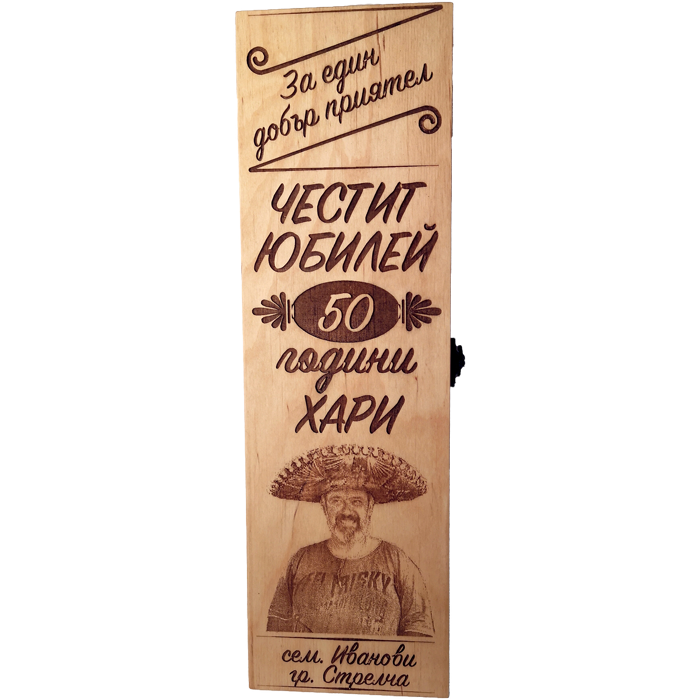 За един
добър приятел
ЧЕСТИТ
ЮБИЛЕЙ
50
години
ХАРИ
сем. Иванови
гр. Стрелча